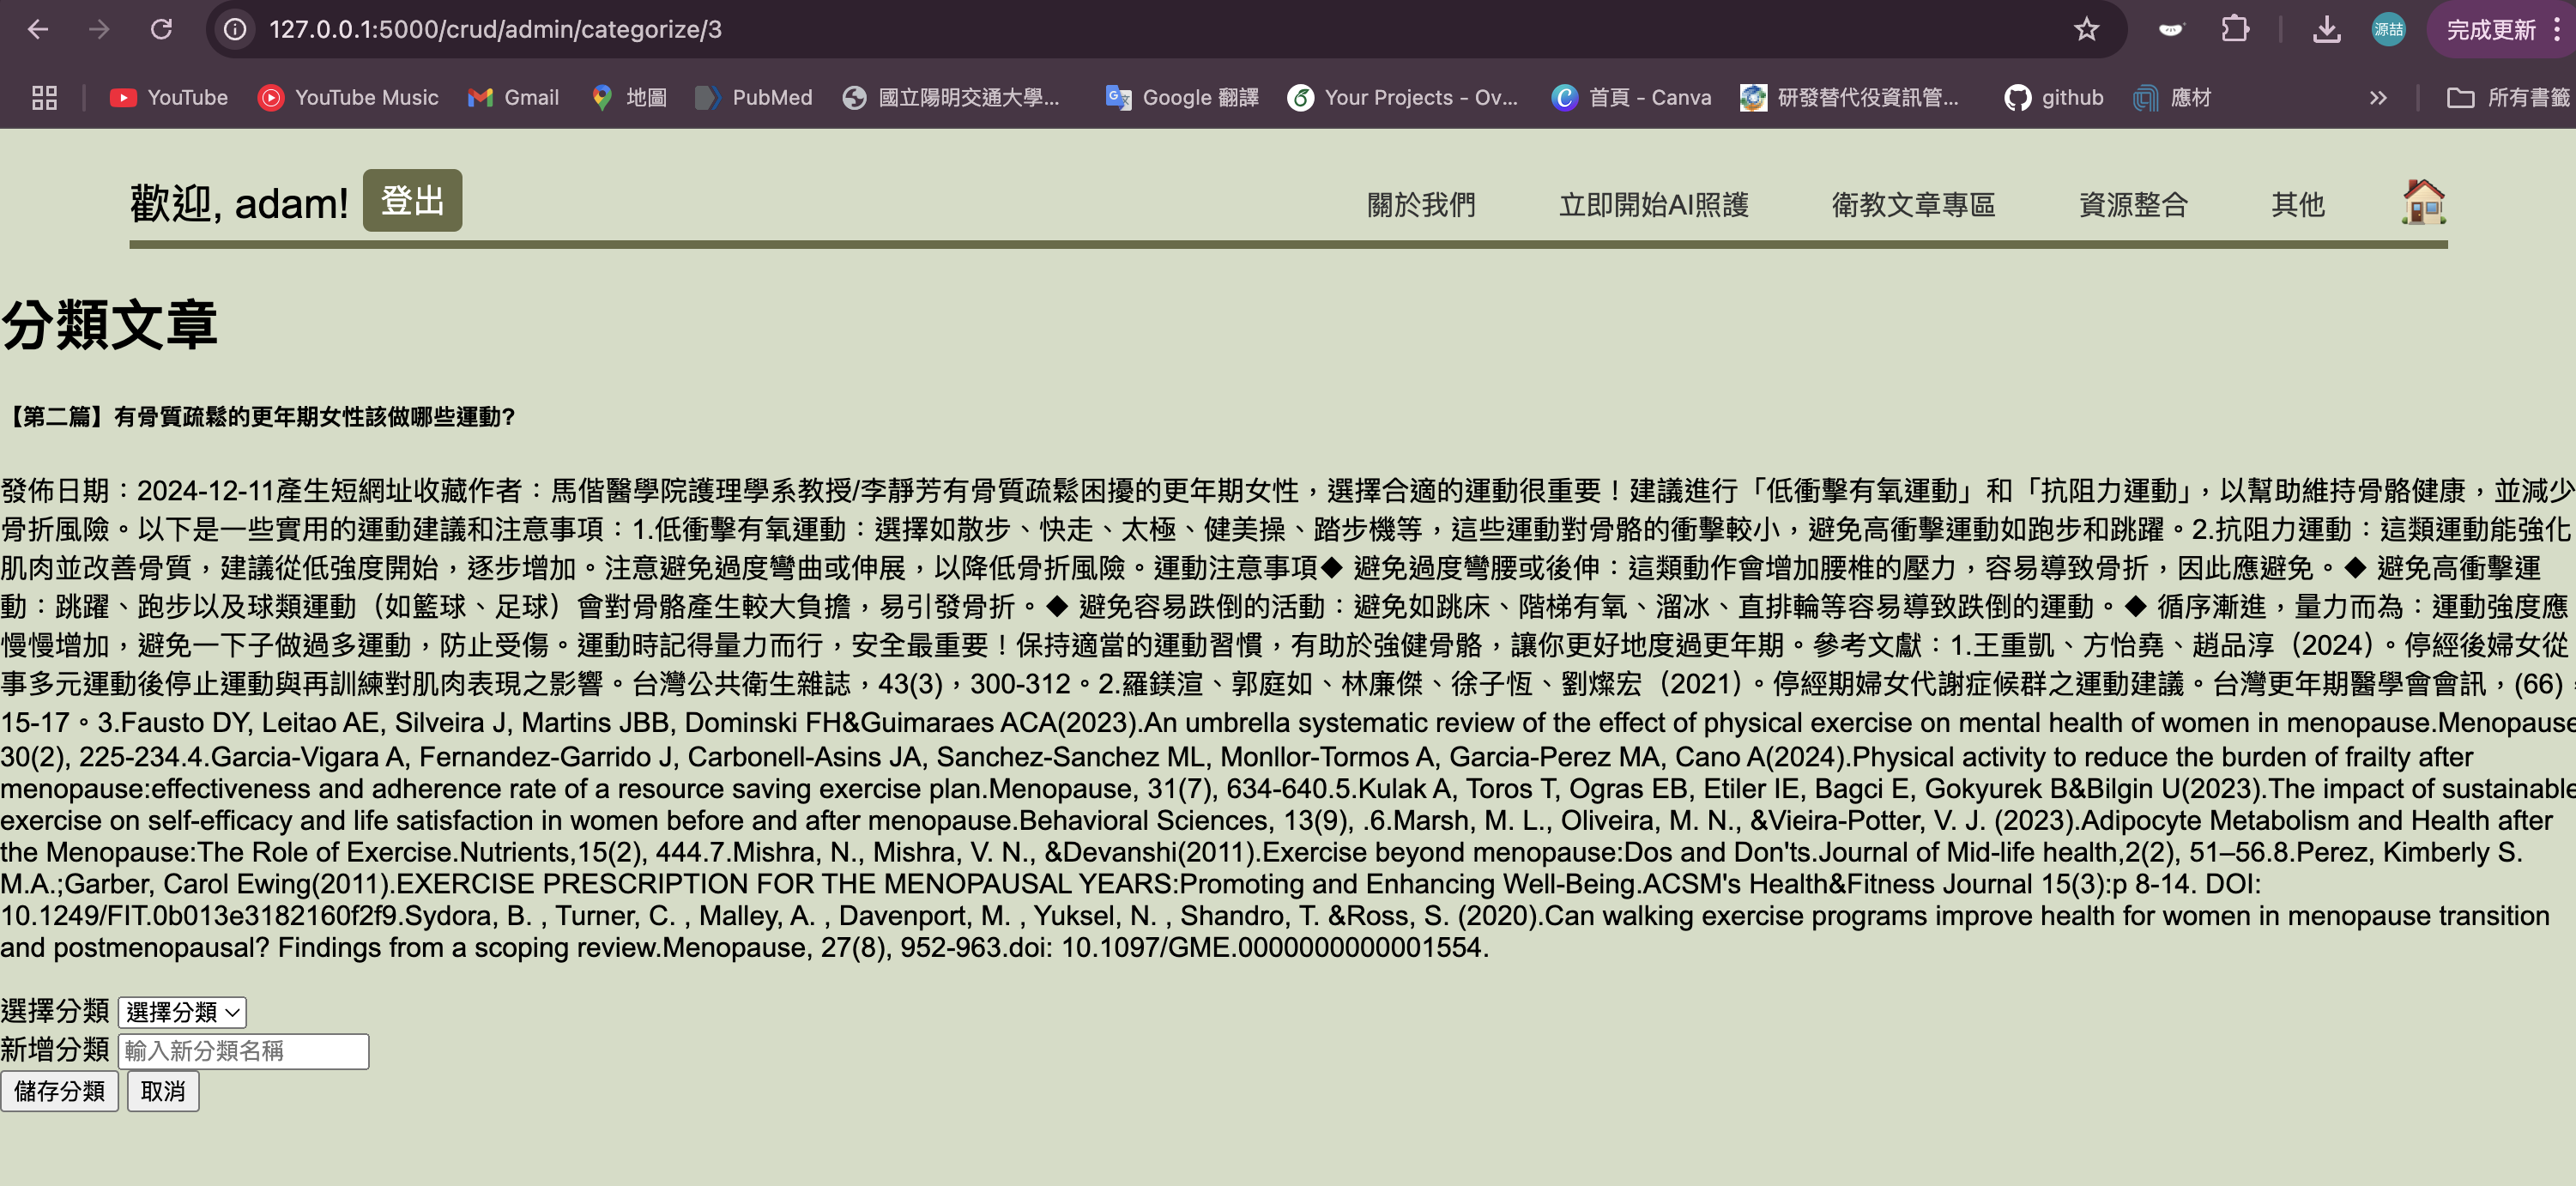 127.0.0.1:5000/crud/admin/categorize/3
源喆
完成更新
YouTube
YouTube Music
Gmail
地圖
PubMed
國立陽明交通大學...
Google 翻譯
Your Projects - Ov...
首頁 - Canva
研發替代役資訊管...
github
應材
所有書籤
歡迎, adam! 登出
關於我們 立即開始AI照護 衛教文章專區 資源整合 其他
分類文章
【第二篇】有骨質疏鬆的更年期女性該做哪些運動?
發佈日期：2024-12-11產生短網址收藏作者：馬偕醫學院護理學系教授/李靜芳有骨質疏鬆困擾的更年期女性，選擇合適的運動很重要！建議進行「低衝擊有氧運動」和「抗阻力運動」，以幫助維持骨骼健康，並減少
骨折風險。以下是一些實用的運動建議和注意事項：1.低衝擊有氧運動：選擇如散步、快走、太極、健美操、踏步機等，這些運動對骨骼的衝擊較小，避免高衝擊運動如跑步和跳躍。2.抗阻力運動：這類運動能強化
肌肉並改善骨質，建議從低強度開始，逐步增加。注意避免過度彎曲或伸展，以降低骨折風險。運動注意事項◆ 避免過度彎腰或後伸：這類動作會增加腰椎的壓力，容易導致骨折，因此應避免。◆ 避免高衝擊運
動：跳躍、跑步以及球類運動（如籃球、足球）會對骨骼產生較大負擔，易引發骨折。◆ 避免容易跌倒的活動：避免如跳床、階梯有氧、溜冰、直排輪等容易導致跌倒的運動。◆ 循序漸進，量力而為：運動強度應
慢慢增加，避免一下子做過多運動，防止受傷。運動時記得量力而行，安全最重要！保持適當的運動習慣，有助於強健骨骼，讓你更好地度過更年期。參考文獻：1.王重凱、方怡堯、趙品淳（2024）。停經後婦女從
事多元運動後停止運動與再訓練對肌肉表現之影響。台灣公共衛生雜誌，43(3)，300-312。2.羅鎂渲、郭庭如、林廉傑、徐子恆、劉燦宏（2021）。停經期婦女代謝症候群之運動建議。台灣更年期醫學會會訊，(66)，
15-17。3.Fausto DY, Leitao AE, Silveira J, Martins JBB, Dominski FH&Guimaraes ACA(2023).An umbrella systematic review of the effect of physical exercise on mental health of women in menopause.Menopause
30(2), 225-234.4.Garcia-Vigara A, Fernandez-Garrido J, Carbonell-Asins JA, Sanchez-Sanchez ML, Monllor-Tormos A, Garcia-Perez MA, Cano A(2024).Physical activity to reduce the burden of frailty after
menopause:effectiveness and adherence rate of a resource saving exercise plan.Menopause, 31(7), 634-640.5.Kulak A, Toros T, Ogras EB, Etiler IE, Bagci E, Gokyurek B&Bilgin U(2023).The impact of sustainable
exercise on self-efficacy and life satisfaction in women before and after menopause.Behavioral Sciences, 13(9), .6.Marsh, M. L., Oliveira, M. N., &Vieira-Potter, V. J. (2023).Adipocyte Metabolism and Health after
the Menopause:The Role of Exercise.Nutrients,15(2), 444.7.Mishra, N., Mishra, V. N., &Devanshi(2011).Exercise beyond menopause:Dos and Don'ts.Journal of Mid-life health,2(2), 51–56.8.Perez, Kimberly S.
M.A.;Garber, Carol Ewing(2011).EXERCISE PRESCRIPTION FOR THE MENOPAUSAL YEARS:Promoting and Enhancing Well-Being.ACSM's Health&Fitness Journal 15(3):p 8-14. DOI:
10.1249/FIT.0b013e3182160f2f9.Sydora, B. , Turner, C. , Malley, A. , Davenport, M. , Yuksel, N. , Shandro, T. &Ross, S. (2020).Can walking exercise programs improve health for women in menopause transition
and postmenopausal? Findings from a scoping review.Menopause, 27(8), 952-963.doi: 10.1097/GME.0000000000001554.
選擇分類 選擇分類
新增分類 輸入新分類名稱
儲存分類 取消